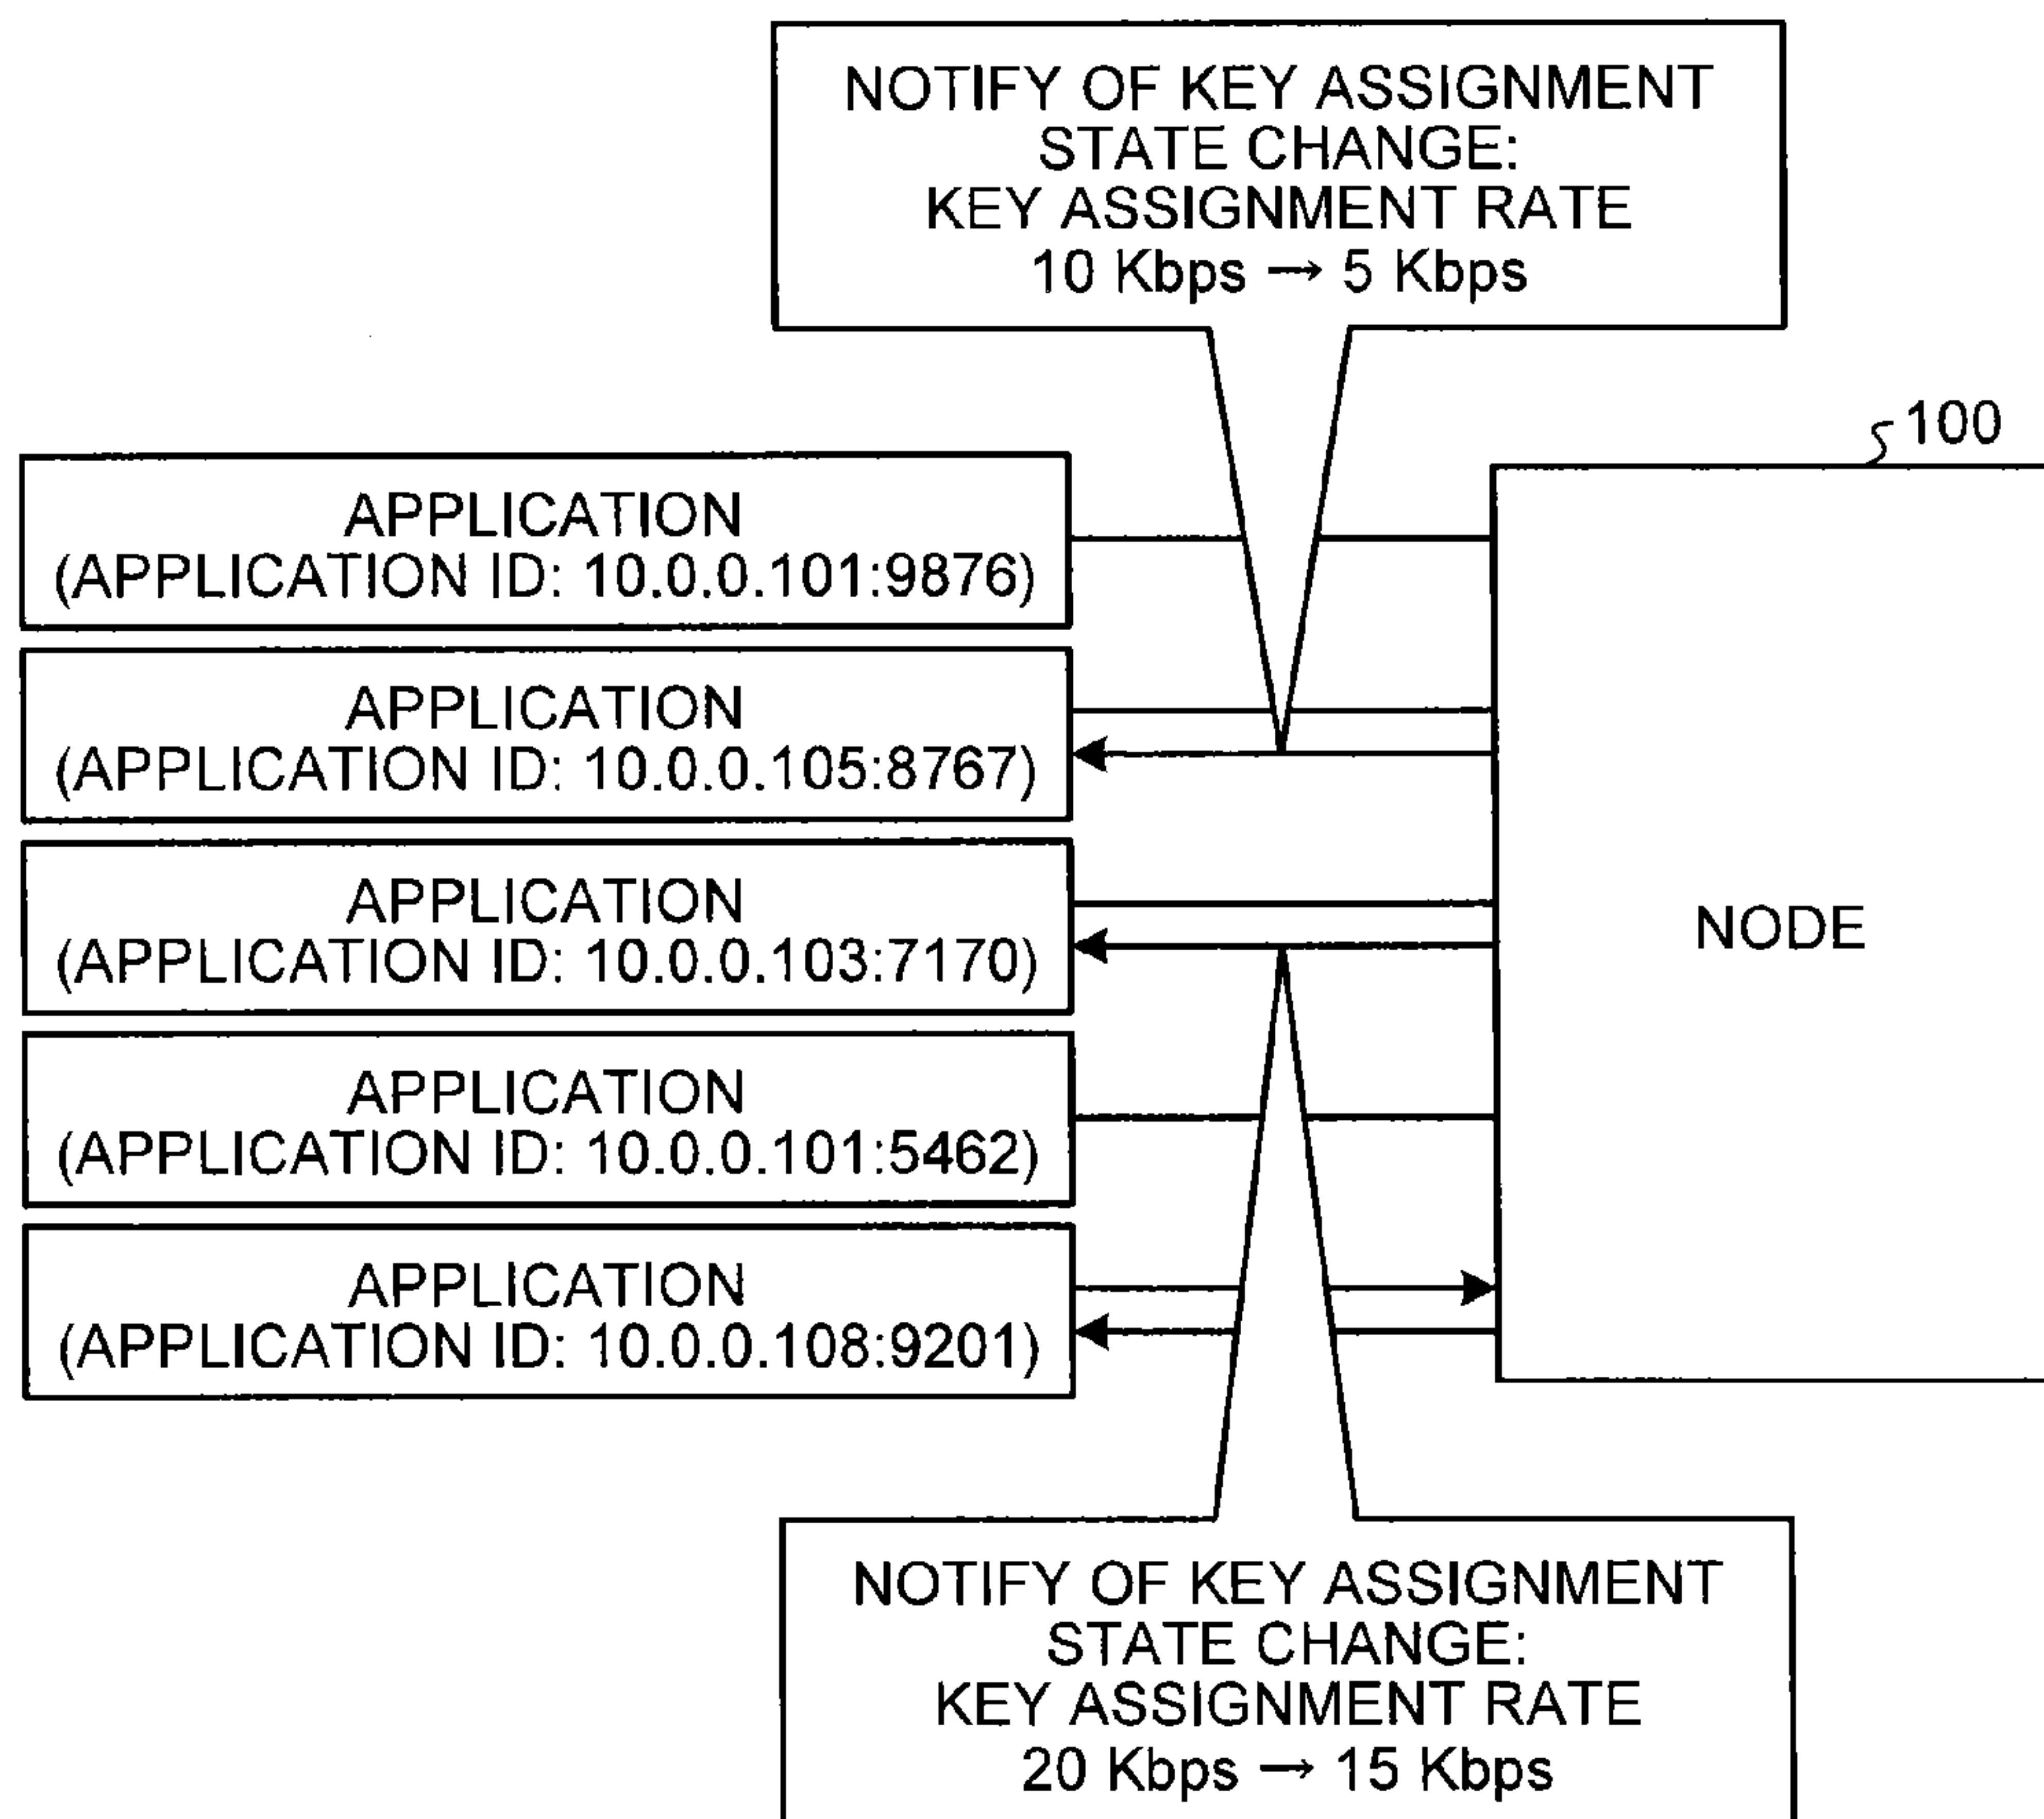 NOTIFY OF KEY ASSIGNMENT
STATE CHANGE:
KEY ASSIGNMENT RATE
10 Kbps → 5 Kbps
100
APPLICATION
(APPLICATION ID: 10.0.0.101:9876)
APPLICATION
(APPLICATION ID: 10.0.0.105:8767)
APPLICATION
(APPLICATION ID: 10.0.0.103:7170)
APPLICATION
(APPLICATION ID: 10.0.0.101:5462)
APPLICATION
(APPLICATION ID: 10.0.0.108:9201)
NODE
NOTIFY OF KEY ASSIGNMENT
STATE CHANGE:
KEY ASSIGNMENT RATE
20 Kbps → 15 Kbps